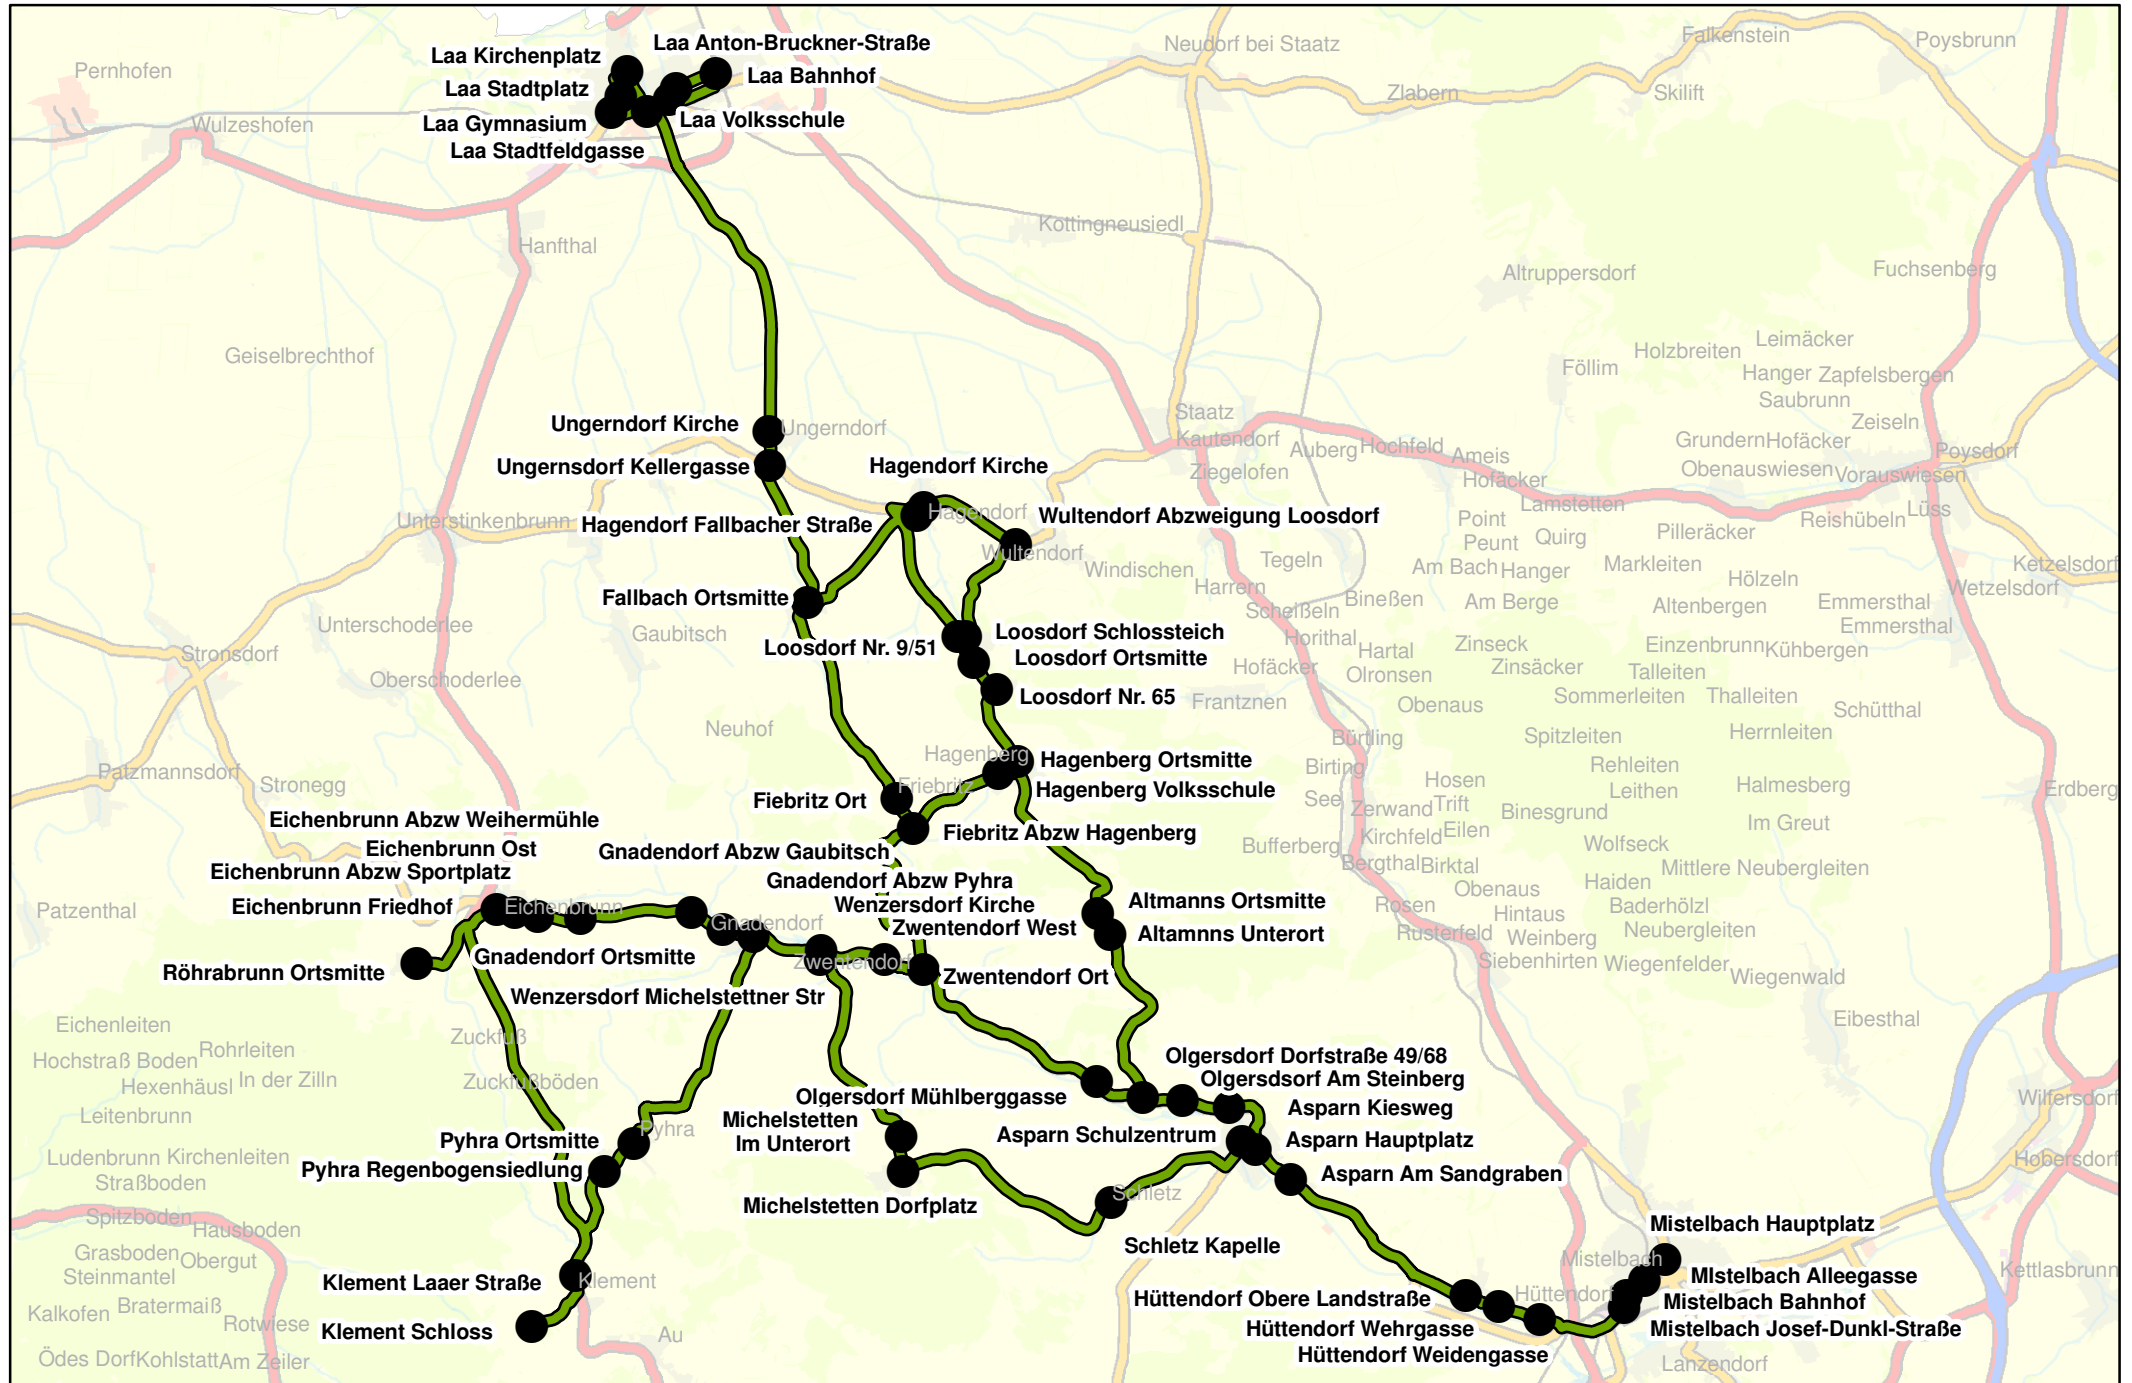 Laa Anton-Bruckner-Straße
Laa Kirchenplatz
Laa Bahnhof
Laa Stadtplatz
Laa Gymnasium
Laa Volksschule
Laa Stadtfeldgasse
Pernhofen
Wulzeshofen
Neudorf bei Staatz
Falkenstein
Poysbrunn
Zlabern
Skilift
Hanfthal
Kottingneusiedl
Altruppersdorf
Fuchsenberg
Geiselbrechthof
Leimäcker
Holzbreiten
Föllim
Hanger Zapfelsbergen
Saubrunn
Zeiseln
Staatz
Kautendorf
Auberg
Hochfeld
Ameis
Grundern Hofäcker
Obenauswiesen
Vorauswiesen
Poysdorf
Ziegelofen
Hofäcker
Lamstetten
Reishübeln
Lüss
Ungerndorf Kirche
Ungerndorf
Ungernsdorf Kellergasse
Hagendorf Kirche
Hagendorf
Hagendorf Fallbacher Straße
Wultendorf Abzweigung Loosdorf
Wultendorf
Unterstinkenbrunn
Windischen
Point
Peunt
Quirg
Pilleräcker
Tegeln
Am Bach
Hanger
Markleiten
Hölzeln
Ketzelsdorf
Wetzelsdorf
Harrern
Scheißeln
Bineßen
Am Berge
Altenbergen
Emmersthal
Emmersthal
Fallbach Ortsmitte
Unterschoderlee
Gaubitsch
Stronsdorf
Oberschoderlee
Loosdorf Nr. 9/51
Loosdorf Schlossteich
Loosdorf Ortsmitte
Loosdorf Nr. 65
Horithal
Hartal
Zinseck
Einzenbrunn
Kühbergen
Hofäcker
Olronsen
Zinsäcker
Talleiten
Frantznen
Obenaus
Sommerleiten
Thalleiten
Schütthal
Neuhof
Bürtling
Spitzleiten
Herrnleiten
Hagenberg
Hagenberg Ortsmitte
Hagenberg Volksschule
Birting
Hosen
Rehleiten
Leithen
Halmesberg
Erdberg
Patzmannsdorf
Stronegg
Friebritz
Fiebritz Ort
Fiebritz Abzw Hagenberg
See
Zerwand
Trift
Binesgrund
Im Greut
Kirchfeld
Eilen
Bufferberg
Wolfseck
Bergthal
Birktal
Mittlere Neubergleiten
Eichenbrunn Abzw Weihermühle
Eichenbrunn Ost
Eichenbrunn Abzw Sportplatz
Eichenbrunn Friedhof
Eichenbrunn
Gnadendorf Abzw Gaubitsch
Gnadendorf Abzw Pyhra
Wenzersdorf Kirche
Zwentendorf West
Gnadendorf
Altmanns Ortsmitte
Altamnns Unterort
Obenaus
Haiden
Rosen
Hintaus
Baderhölzl
Rusterfeld
Weinberg
Neubergleiten
Siebenhirten
Wiegenfelder
Wiegenwald
Patzenthal
Röhrabrunn Ortsmitte
Gnadendorf Ortsmitte
Zwentendorf
Zwentendorf Ort
Wenzersdorf Michelstettner Str
Eibesthal
Eichenleiten
Zuckfuß
Hochstraß Boden
Rohrleiten
Hexenhäusl
In der Zilln
Zuckfußböden
Leitenbrunn
Olgersdorf Dorfstraße 49/68
Olgersdsorf Am Steinberg
Olgersdorf Mühlberggasse
Asparn Kiesweg
Wilfersdorf
Michelstetten
Im Unterort
Pyhra
Pyhra Ortsmitte
Asparn Schulzentrum
Asparn Hauptplatz
Pyhra Regenbogensiedlung
Asparn Am Sandgraben
Ludenbrunn
Kirchenleiten
Straßboden
Hobersdorf
Schletz
Michelstetten Dorfplatz
Spitzboden
Hausboden
Schletz Kapelle
Mistelbach Hauptplatz
Mistelbach
Grasboden
Obergut
Steinmantel
Klement Laaer Straße
Klement
MIstelbach Alleegasse
Kettlasbrunn
Hüttendorf
Hüttendorf Obere Landstraße
Mistelbach Bahnhof
Kalkofen
Bratermaiß
Rotwiese
Klement Schloss
Au
Hüttendorf Wehrgasse
Mistelbach Josef-Dunkl-Straße
Hüttendorf Weidengasse
Ödes Dorf
Kohlstatt
Am Zeiler
Lanzendorf